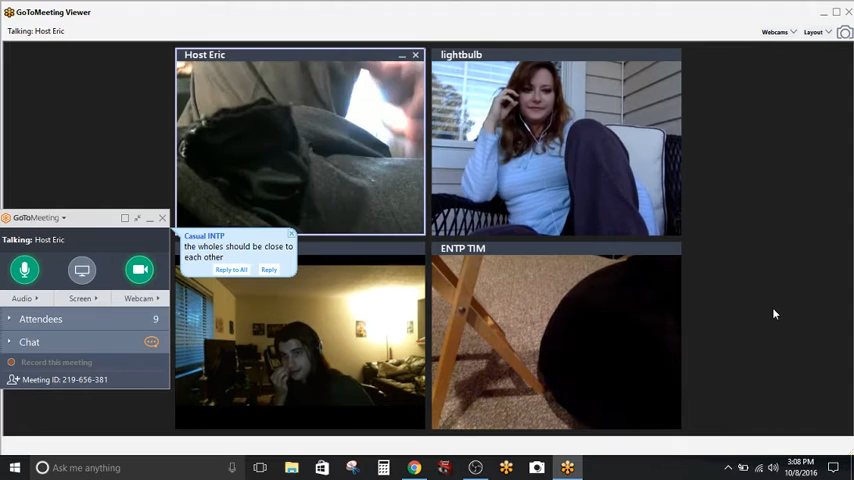 GoToMeeting Viewer
Talking: Host Eric
Webcams
Layout
Host Eric
lightbulb
GoToMeeting
Talking: Host Eric
Casual INTP
the wholes should be close to
each other
Reply to All
Reply
ENTP TIM
Audio
Screen
Webcam
Attendees 9
Chat
Record this meeting
Meeting ID: 219-656-381
Ask me anything
3:08 PM
10/8/2016